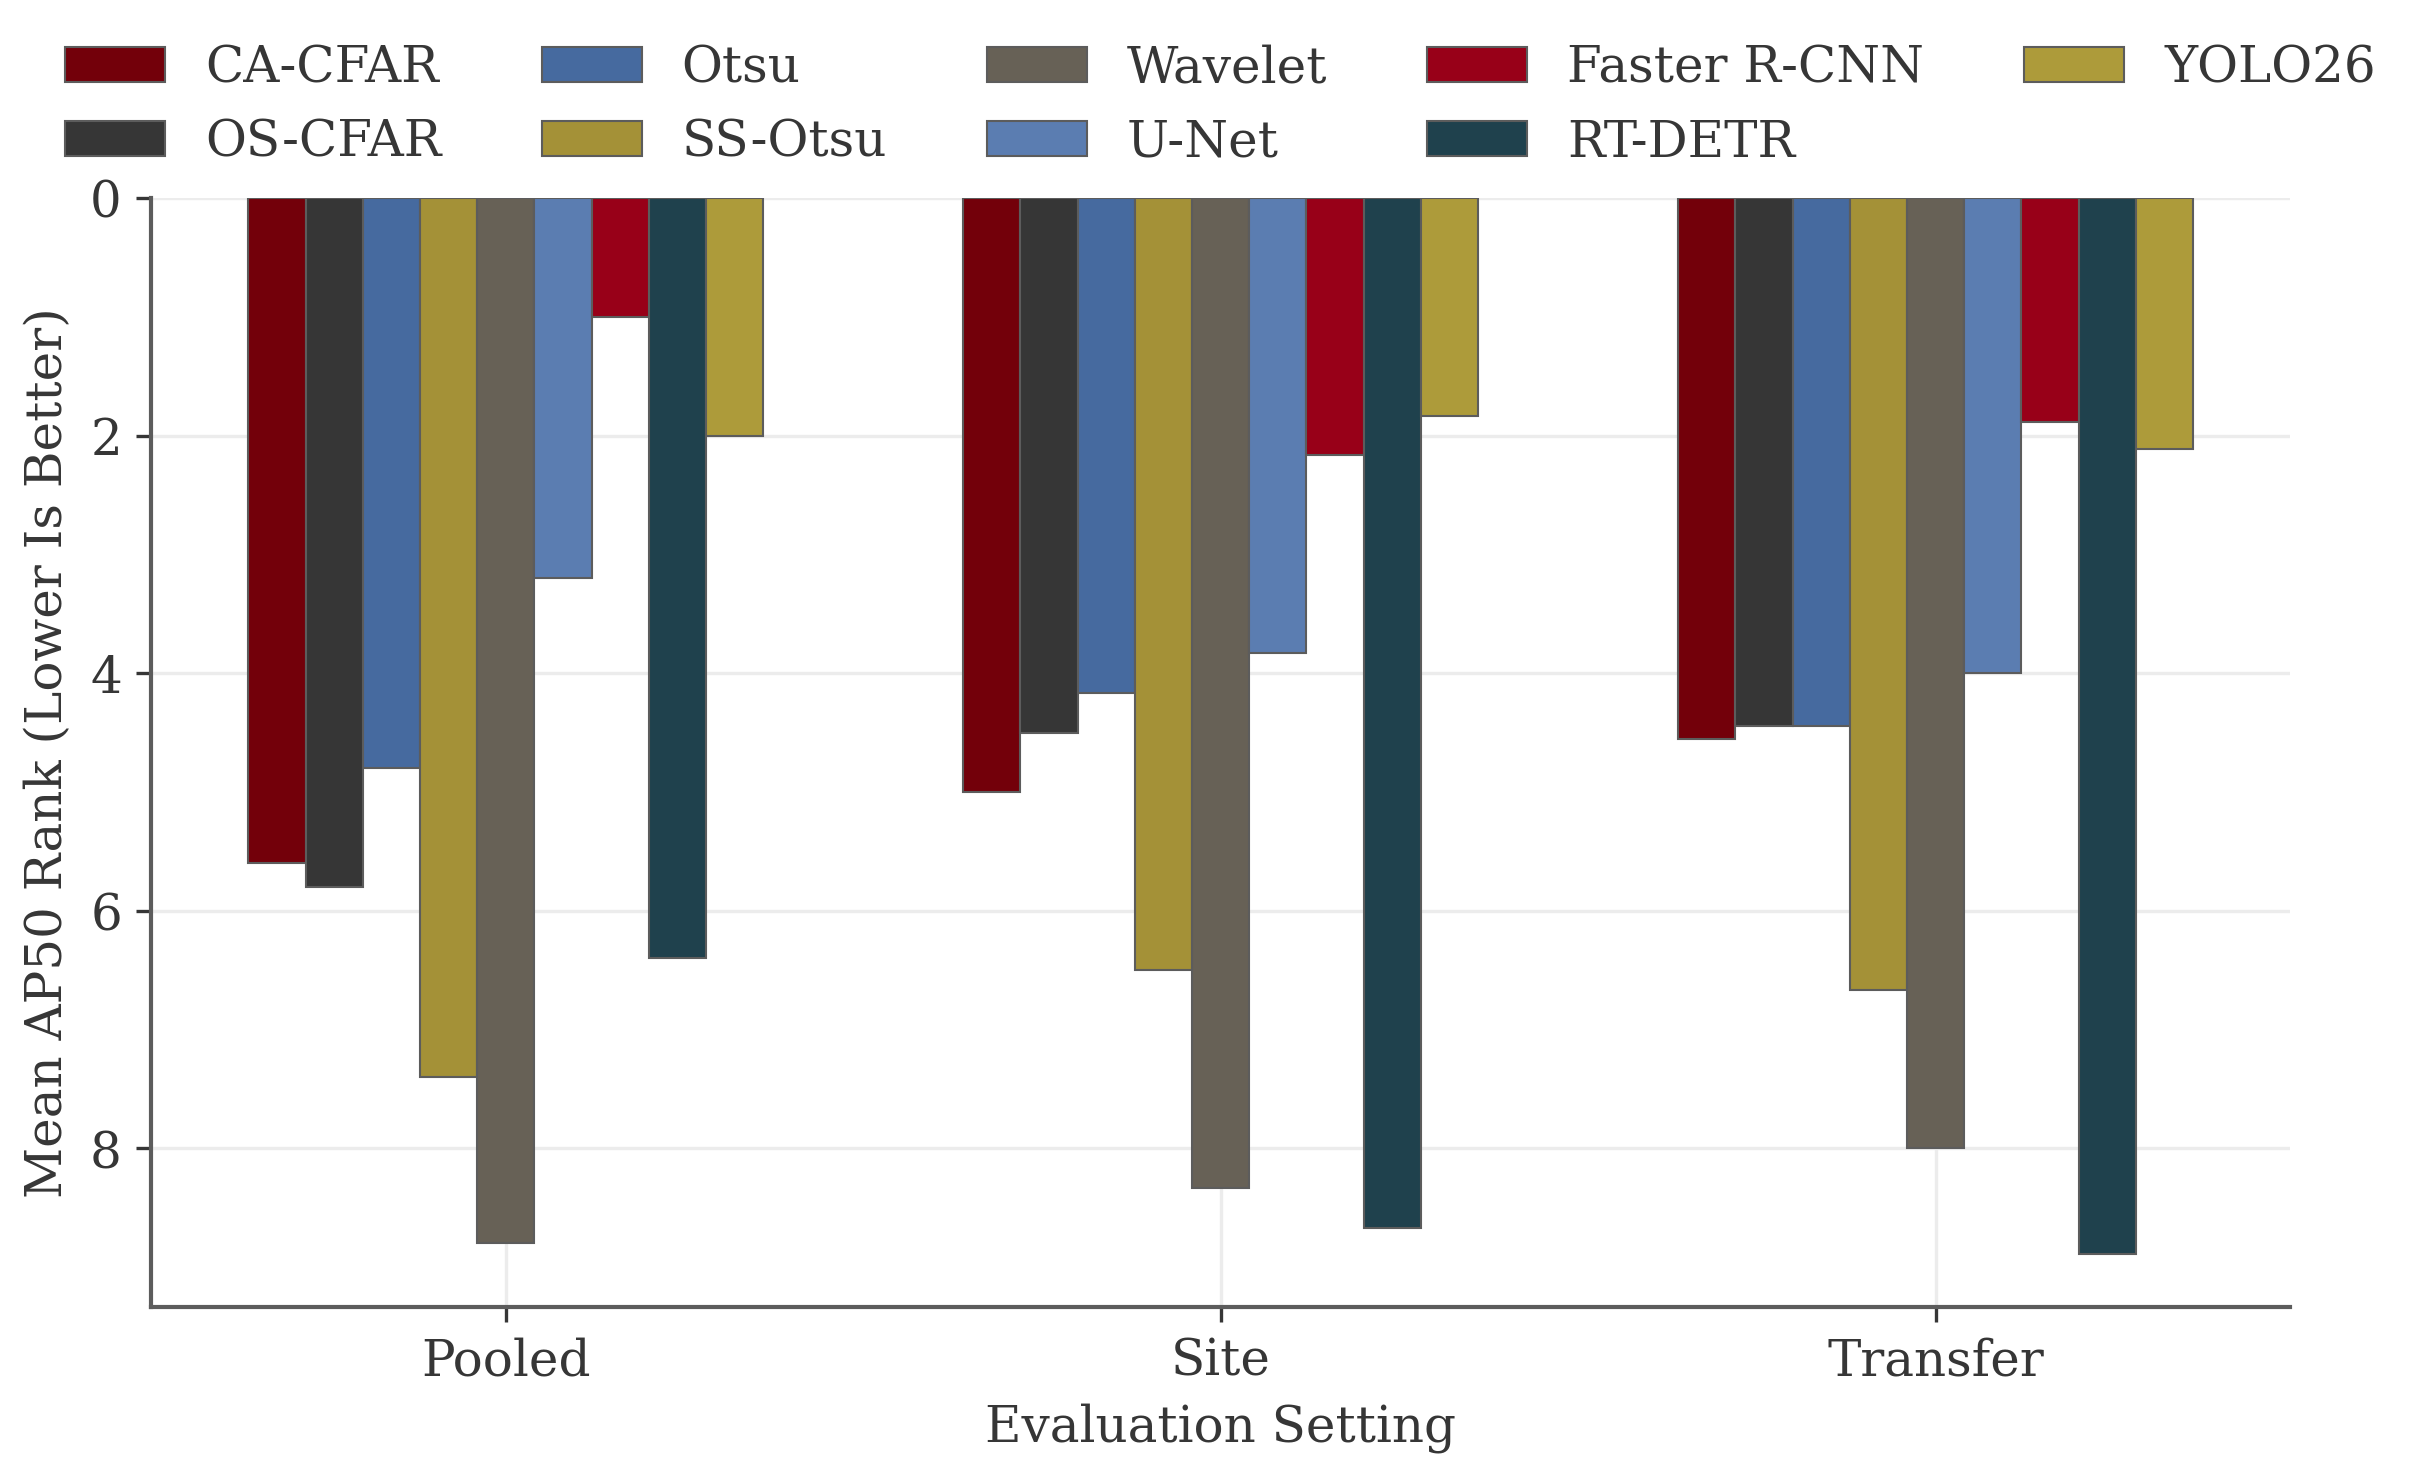 CA-CFAR
OS-CFAR
Otsu
SS-Otsu
Wavelet
U-Net
Faster R-CNN
RT-DETR
YOLO26
Mean AP50 Rank (Lower Is Better)
0
2
4
6
8
Pooled
Site
Transfer
Evaluation Setting